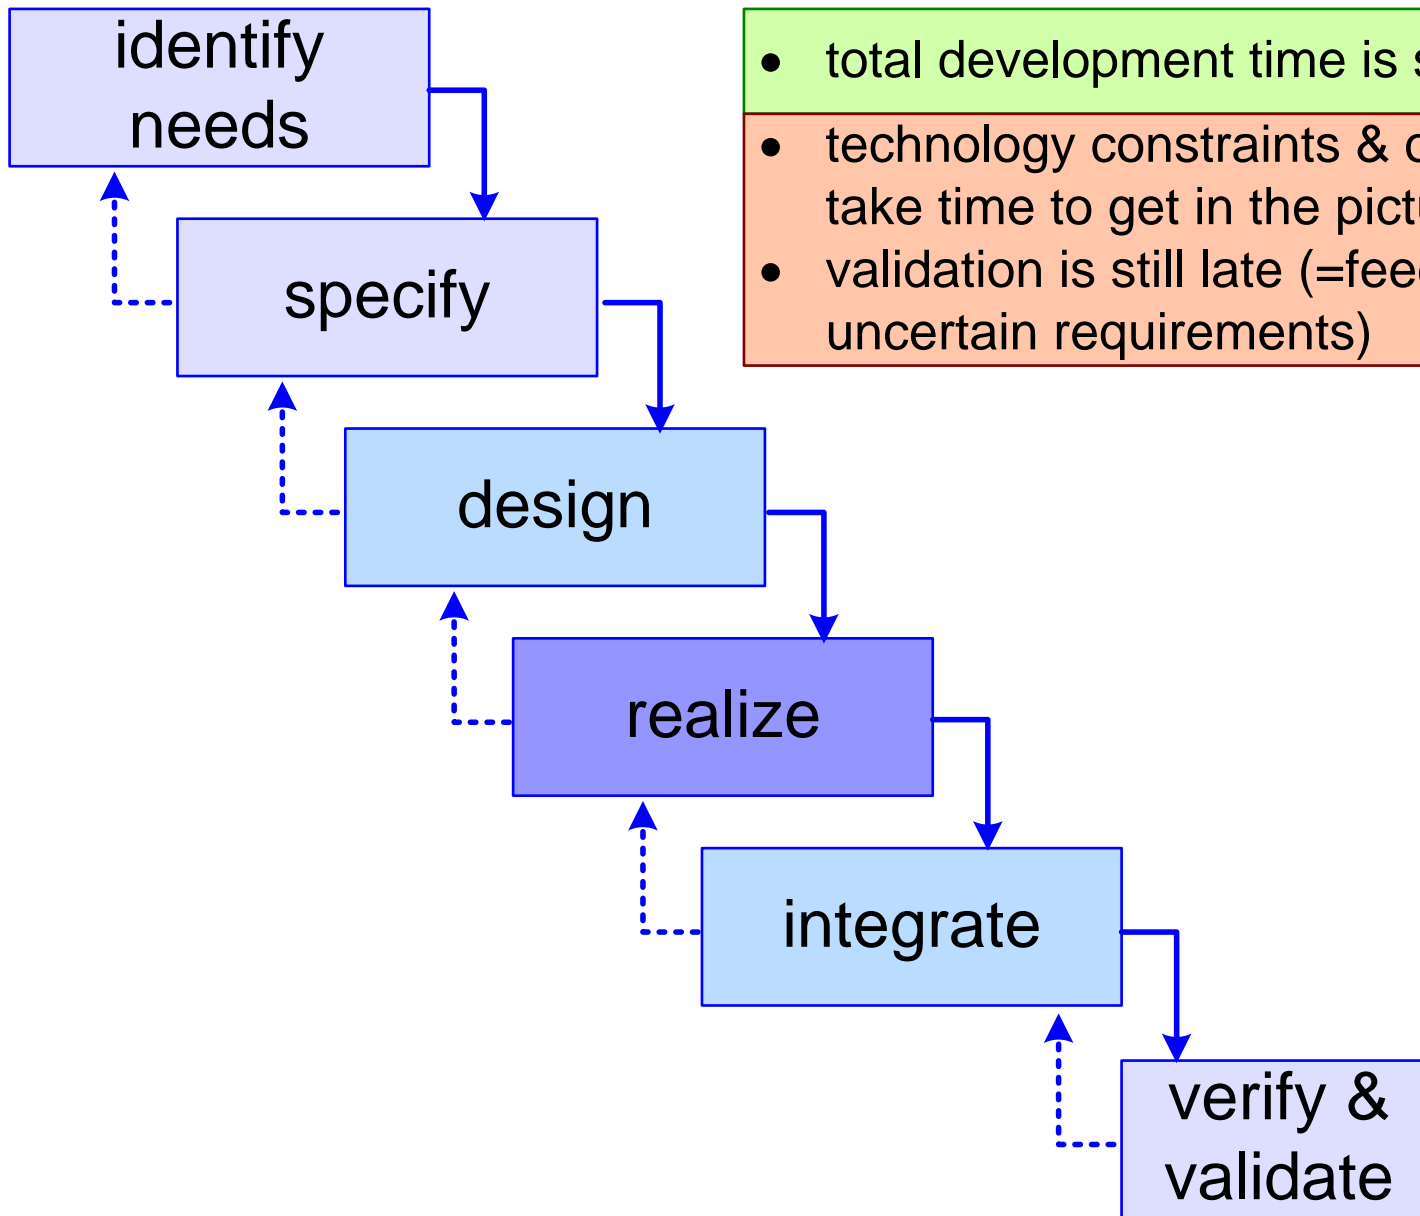 identify
needs
• total development time is
• technology constraints &
take time to get in the
• validation is still late
uncertain requirements)
specify
design
realize
integrate
verify &
validate